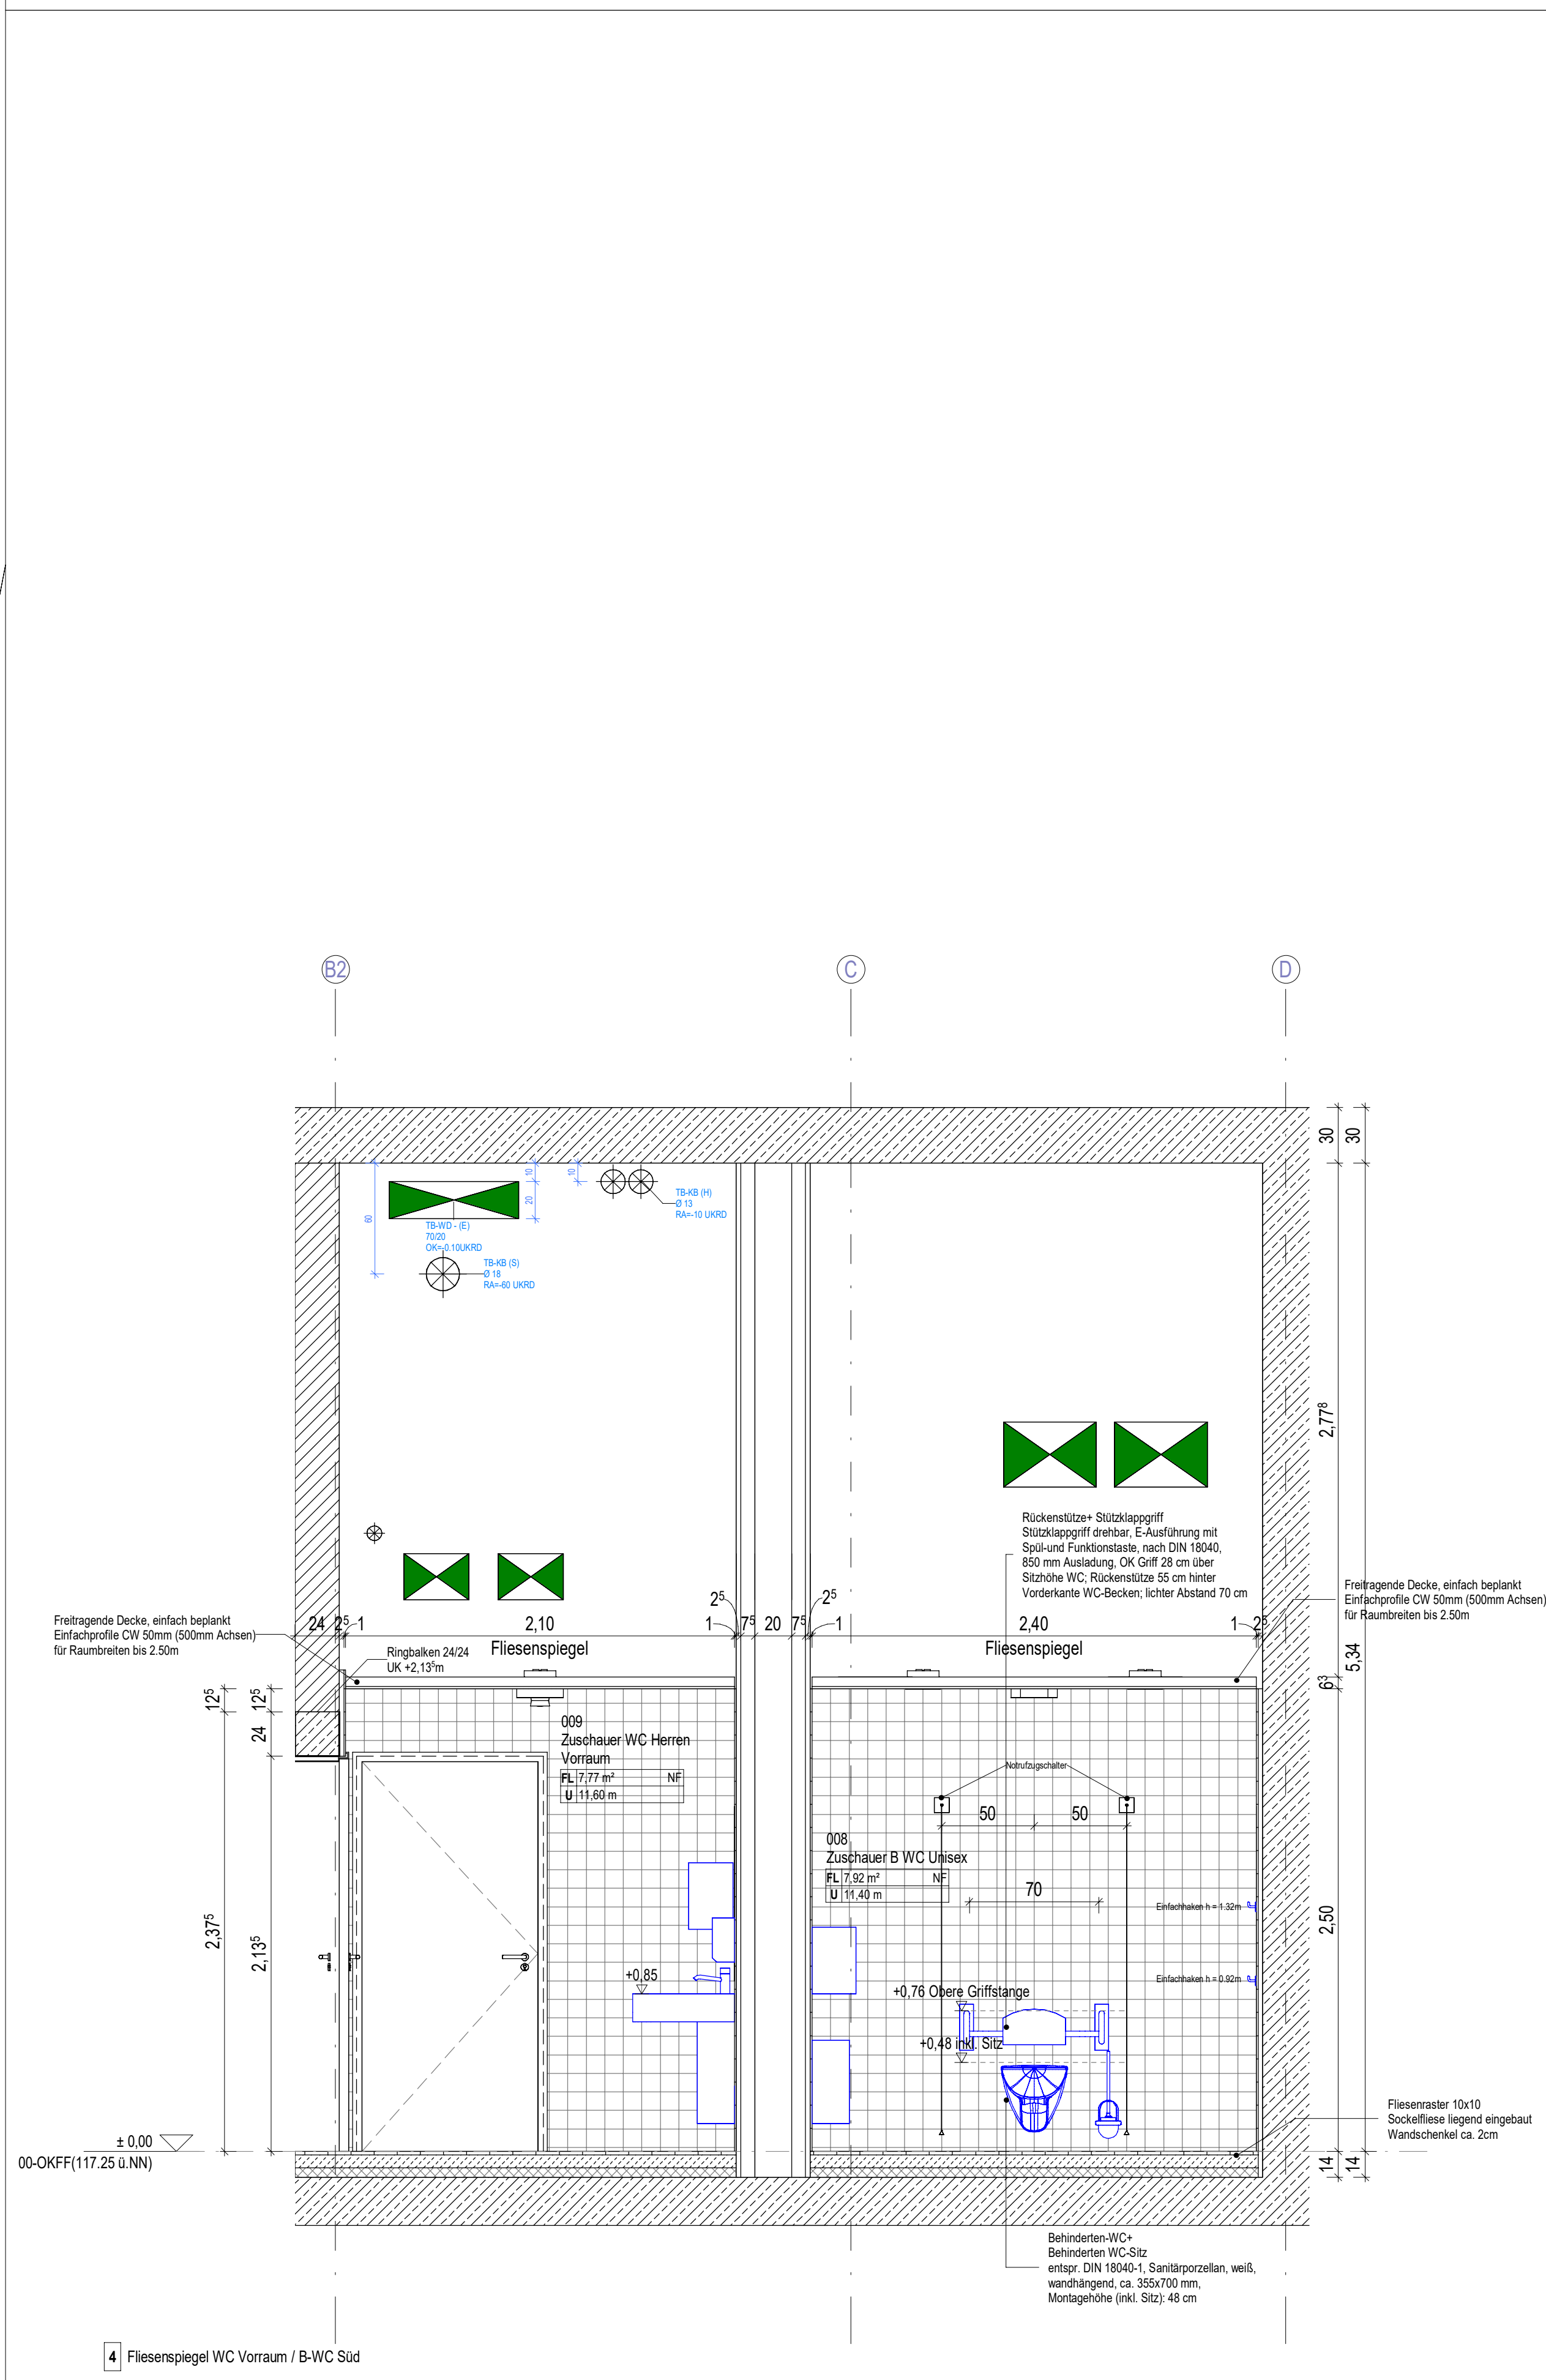 B2
C
D
30
30
10
20
10
60
TB-KB (H)
Ø 13
RA=-10 UKRD
TB-WD - (E)
70/20
OK=-0.10UKRD
TB-KB (S)
Ø 18
RA=-60 UKRD
2,77⁸
5,34
Rückenstütze+ Stützklappgriff
Stützklappgriff drehbar, E-Ausführung mit
Spül-und Funktionstaste, nach DIN 18040,
850 mm Ausladung, OK Griff 28 cm über
Sitzhöhe WC; Rückenstütze 55 cm hinter
Vorderkante WC-Becken; lichter Abstand 70 cm
Freitragende Decke, einfach beplankt
Einfachprofile CW 50mm (500mm Achsen)
für Raumbreiten bis 2.50m
Freitragende Decke, einfach beplankt
Einfachprofile CW 50mm (500mm Achsen)
für Raumbreiten bis 2.50m
2⁵
2⁵
24 2⁵ 1 2,10 1 7⁵ 20 7⁵ 1 2,40 1 2⁵
Fliesenspiegel
Fliesenspiegel
Ringbalken 24/24
UK +2,13⁵m
6³
12⁵
12⁵
24
2,37⁵
2,13⁵
009
Zuschauer WC Herren
Vorraum
FL 7,77 m² NF
U 11,60 m
Notrufzugschalter
50
50
008
Zuschauer B WC Unisex
FL 7,92 m² NF
U 11,40 m
70
Einfachhaken h = 1.32m
2,50
Einfachhaken h = 0.92m
+0,85
+0,76 Obere Griffstange
+0,48 inkl. Sitz
Fliesenraster 10x10
Sockelfliese liegend eingebaut
Wandschenkel ca. 2cm
± 0,00
00-OKFF(117.25 ü.NN)
14
14
Behinderten-WC+
Behinderten WC-Sitz
entspr. DIN 18040-1, Sanitärporzellan, weiß,
wandhängend, ca. 355x700 mm,
Montagehöhe (inkl. Sitz): 48 cm
4 Fliesenspiegel WC Vorraum / B-WC Süd